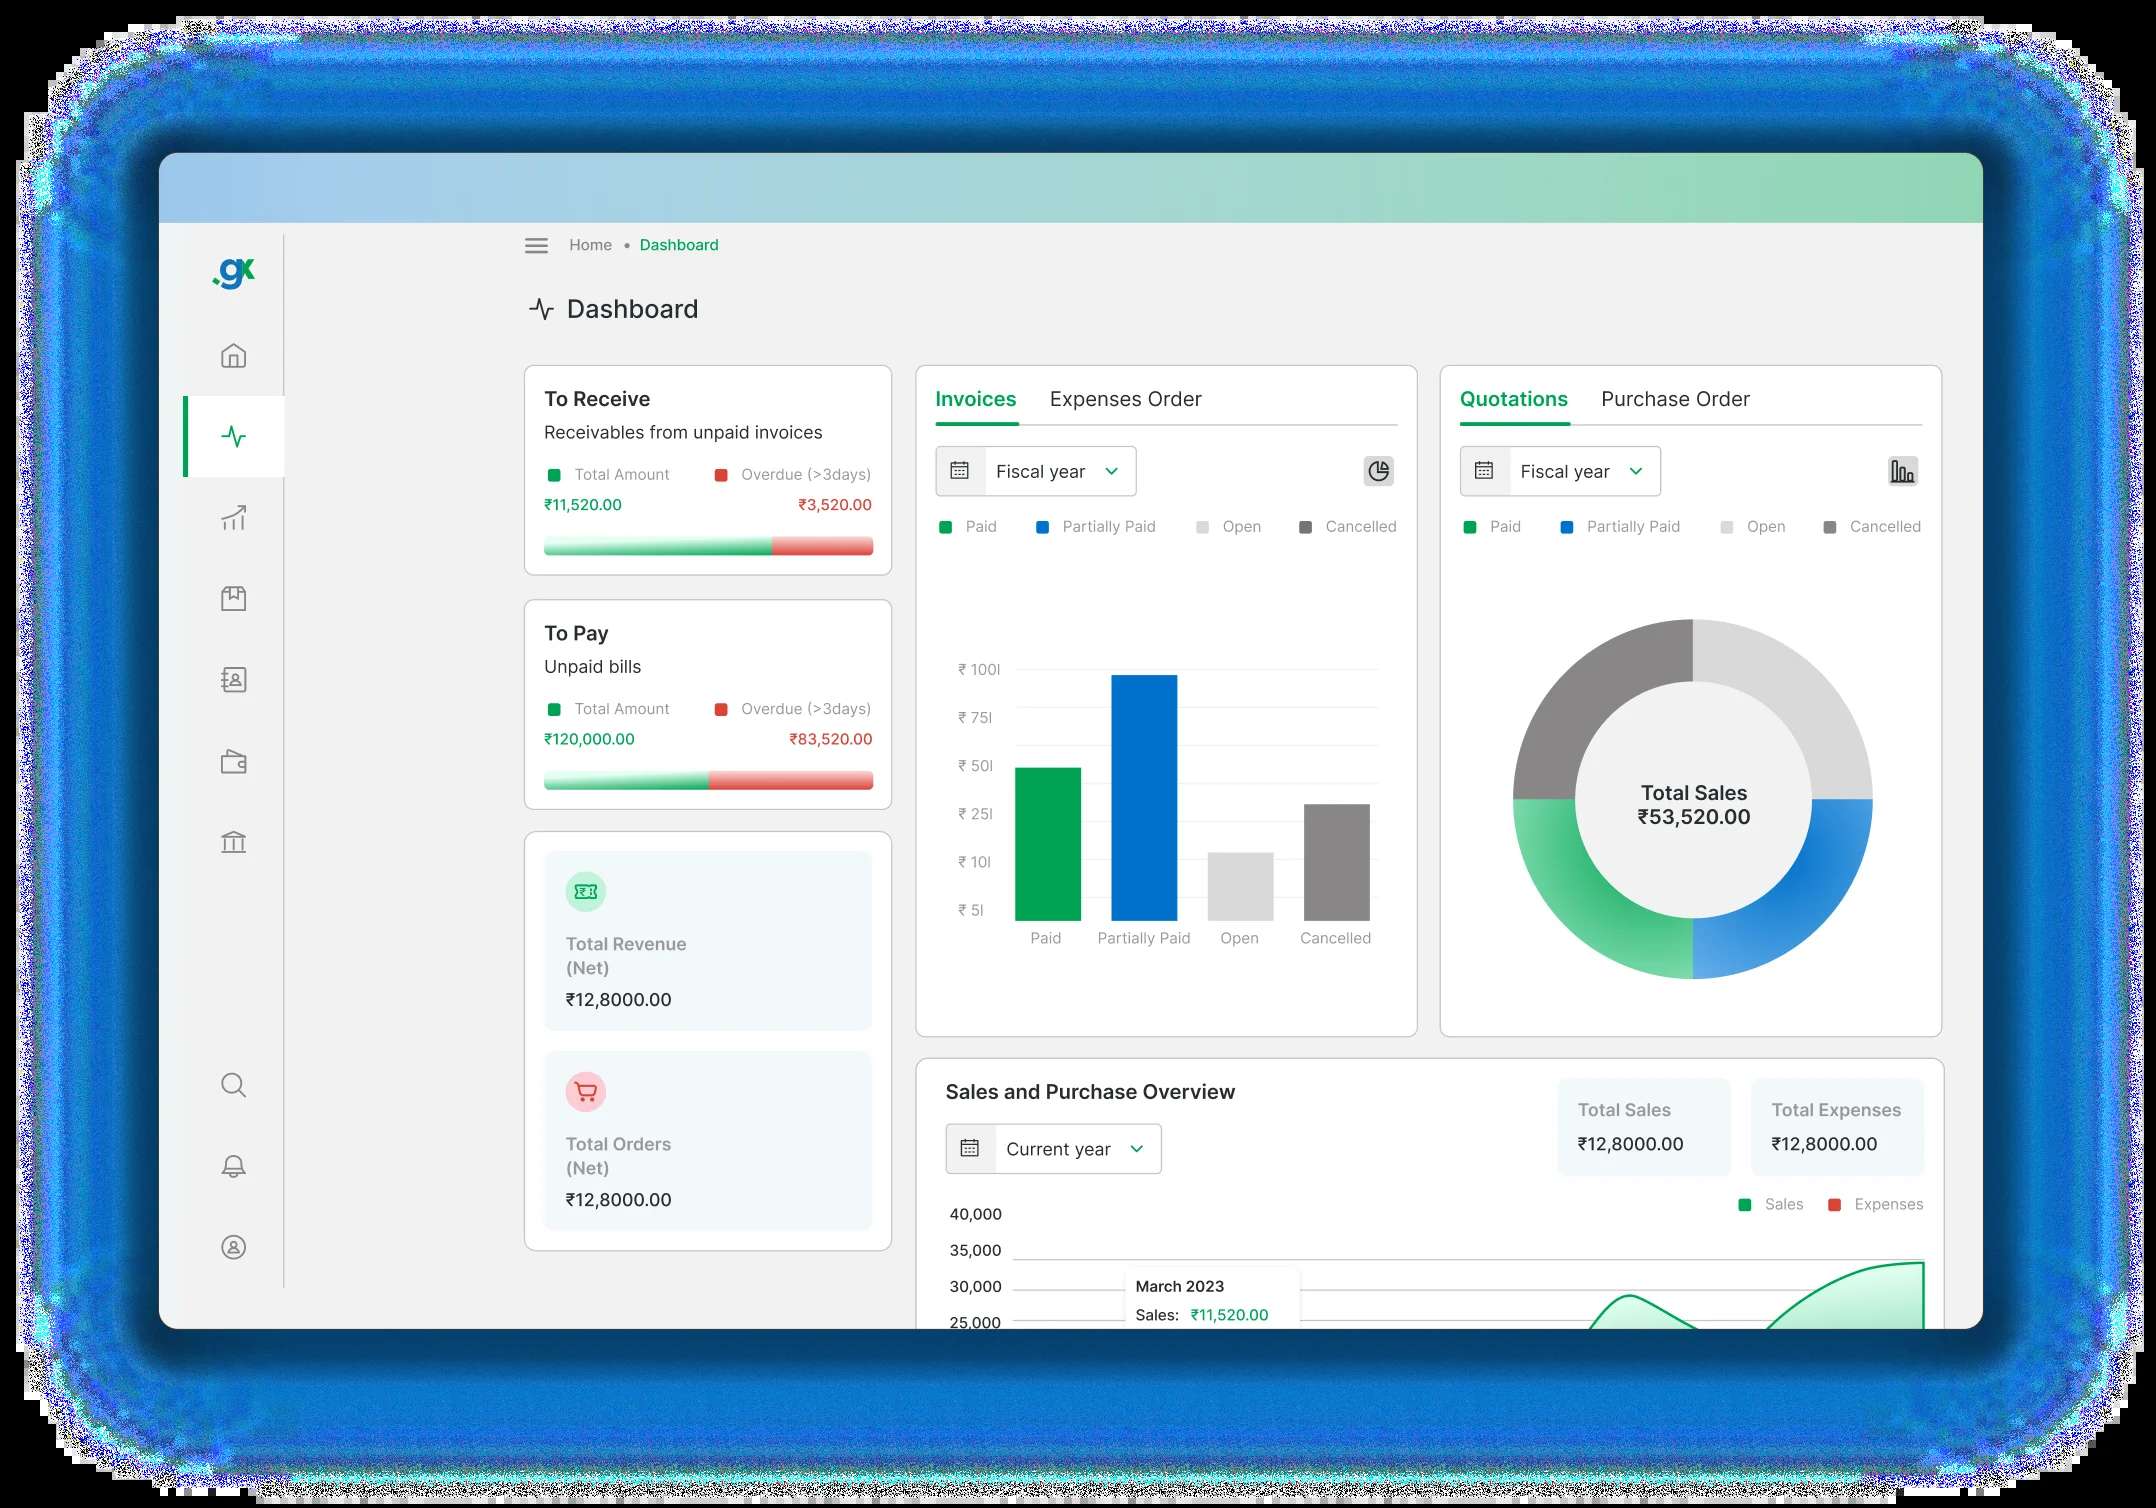 .gx
Home • Dashboard
Dashboard
To Receive
Receivables from unpaid invoices
Total Amount Overdue (>3days)
₹11,520.00 ₹3,520.00
To Pay
Unpaid bills
Total Amount Overdue (>3days)
₹120,000.00 ₹83,520.00
Total Revenue
(Net)
₹12,8000.00
Total Orders
(Net)
₹12,8000.00
Invoices Expenses Order
Fiscal year
Paid Partially Paid Open Cancelled
₹ 100l
₹ 75l
₹ 50l
₹ 25l
₹ 10l
₹ 5l
Paid Partially Paid Open Cancelled
Quotations Purchase Order
Fiscal year
Paid Partially Paid Open Cancelled
Total Sales
₹53,520.00
Sales and Purchase Overview
Current year
Total Sales
₹12,8000.00
Total Expenses
₹12,8000.00
Sales Expenses
40,000
35,000
30,000
25,000
March 2023
Sales: ₹11,520.00